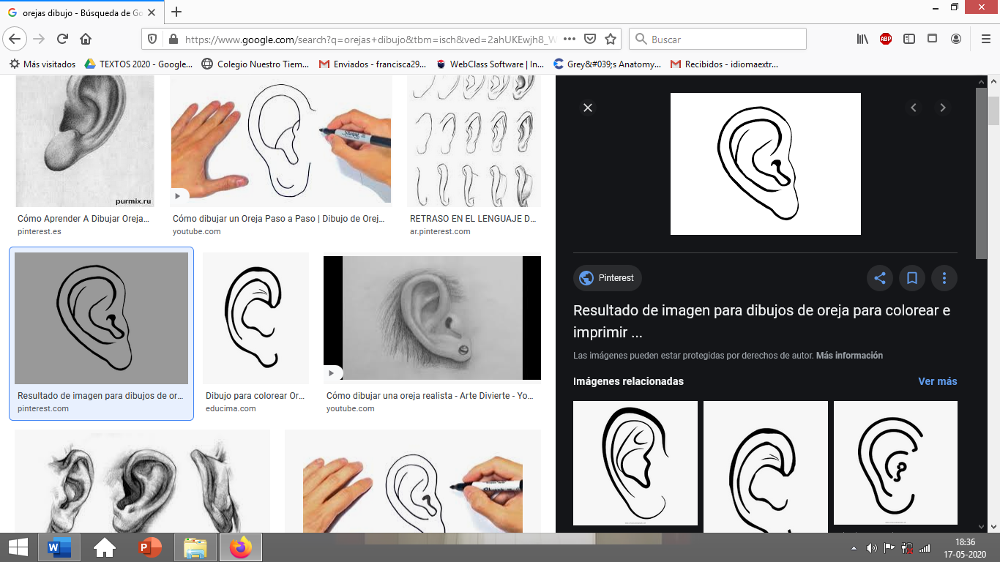 orejas dibujo - Búsqueda de Go
https://www.google.com/search?q=orejas+dibujo&tbm=isch&ved=2ahUKEwjh8_W
Buscar
ABP
Más visitados
TEXTOS 2020 - Google...
Colegio Nuestro Tiem...
Enviados - francisca29...
WebClass Software | In...
Grey&#039;s Anatomy...
Recibidos - idiomaextr...
purmix.ru
Cómo Aprender A Dibujar Oreja...
pinterest.es
Cómo dibujar un Oreja Paso a Paso | Dibujo de Orej...
youtube.com
RETRASO EN EL LENGUAJE D...
ar.pinterest.com
Resultado de imagen para dibujos de or...
pinterest.com
Dibujo para colorear Or...
educima.com
Cómo dibujar una oreja realista - Arte Divierte - Yo...
youtube.com
Pinterest
Resultado de imagen para dibujos de oreja para colorear e
imprimir ...
Las imágenes pueden estar protegidas por derechos de autor. Más información
Imágenes relacionadas
Ver más
18:36
17-05-2020